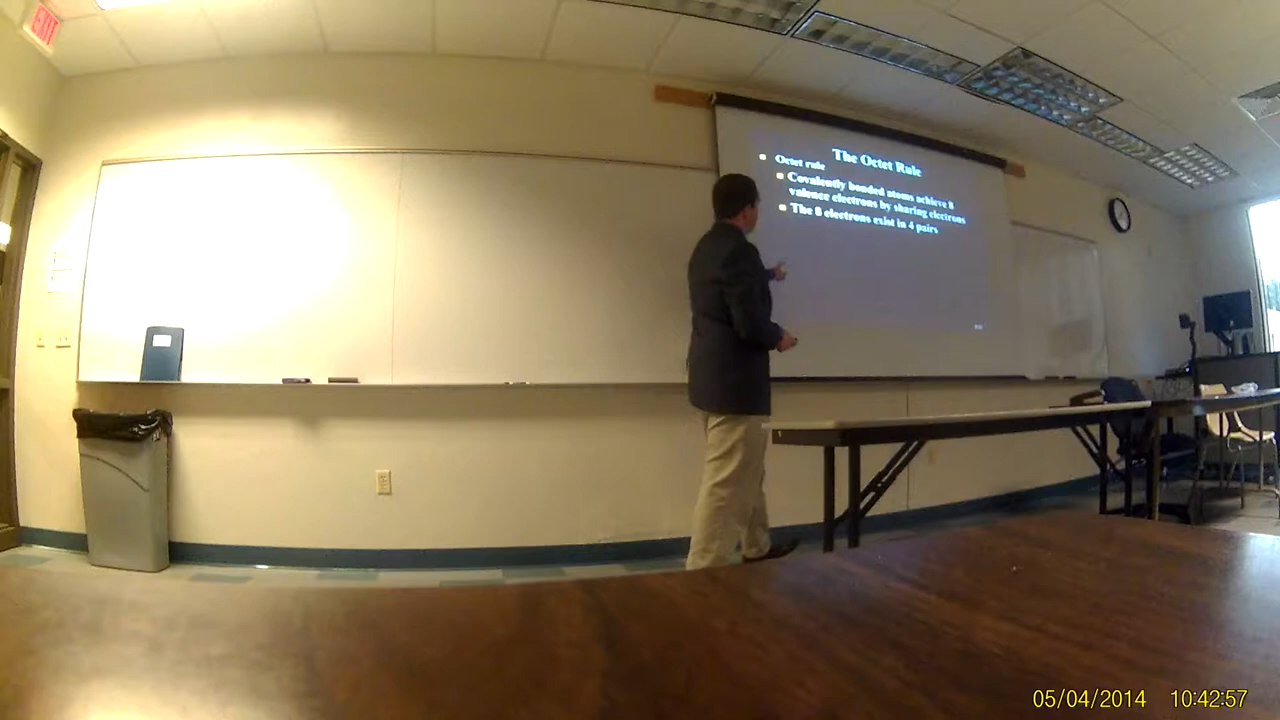 EXIT
The Octet Rule
Octet rule
Covalently bonded atoms achieve 8
valence electrons by sharing electrons
The 8 electrons exist in 4 pairs
05/04/2014 10:42:57